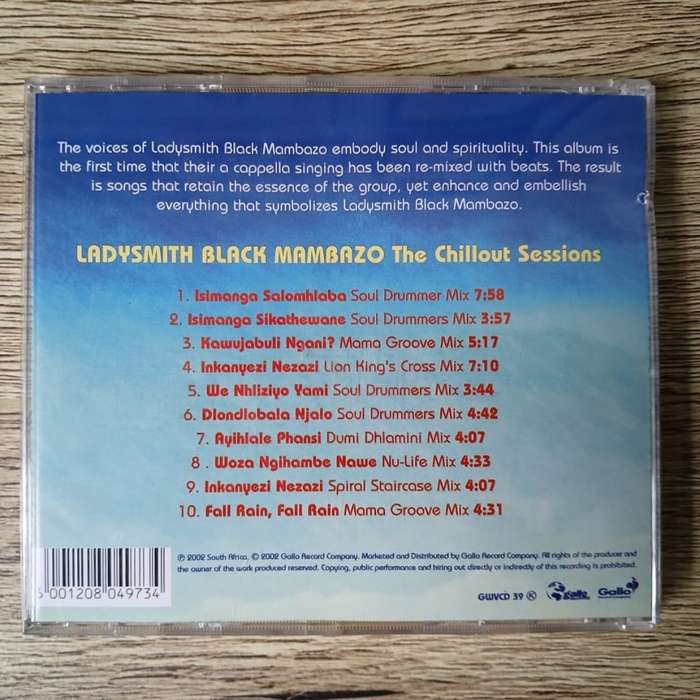 The voices of Ladysmith Black Mambazo embody soul and spirituality. This album is
the first time that their a cappella singing has been re-mixed with beats. The result
is songs that retain the essence of the group, yet enhance and embellish
everything that symbolizes Ladysmith Black Mambazo.
LADYSMITH BLACK MAMBAZO The Chillout Sessions
1. Isimanga Salomhlaba Soul Drummer Mix 7:58
2. Isimanga Sikathewane Soul Drummers Mix 3:57
3. Kawujabuli Ngani? Mama Groove Mix 5:17
4. Inkanyezi Nezazi Lion King's Cross Mix 7:10
5. We Nhliziyo Yami Soul Drummers Mix 3:44
6. Dlondlobala Njalo Soul Drummers Mix 4:42
7. Ayihlale Phansi Dumi Dhlamini Mix 4:07
8 . Woza Ngihambe Nawe Nu-Life Mix 4:33
9. Inkanyezi Nezazi Spiral Staircase Mix 4:07
10. Fall Rain, Fall Rain Mama Groove Mix 4:31
℗ 2002 South Africa. © 2002 Gallo Record Company. Marketed and Distributed by Gallo Record Company. All rights of the producer and
the owner of the work produced reserved. Copying, public performance and hiring out directly or indirectly of this recording is prohibited.
001208 049734
GWVCD 39 Ⓚ
Gallo
Gallo